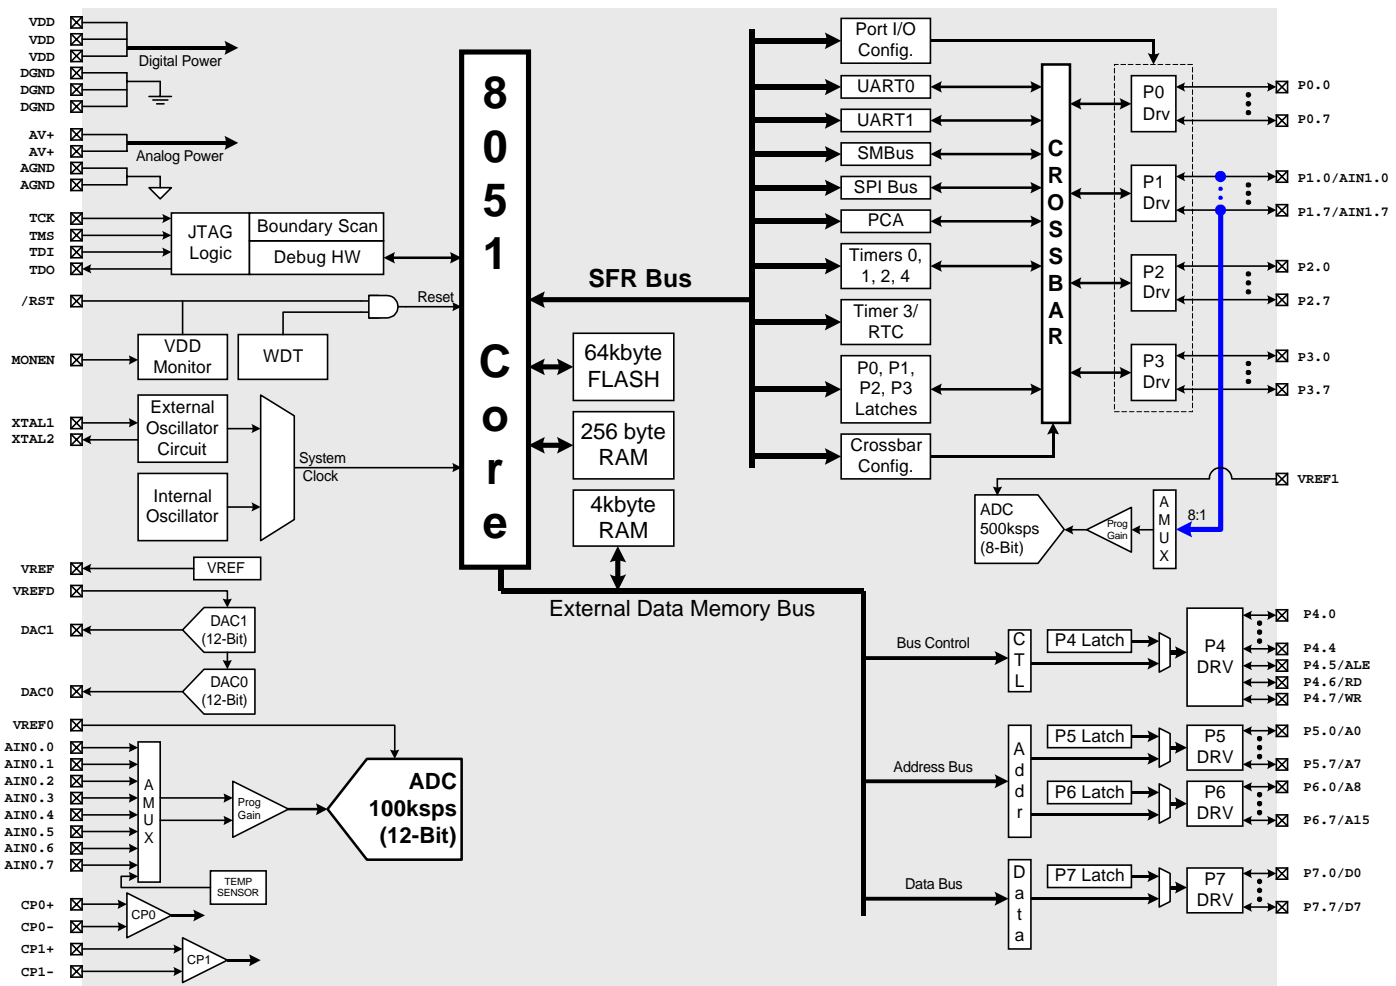 VDD
VDD
VDD
Digital Power
DGND
DGND
DGND
AV+
AV+
Analog Power
AGND
AGND
TCK
TMS
TDI
TDO
JTAG
Logic
Boundary Scan
Debug HW
/RST
Reset
MONEN
VDD
Monitor
WDT
XTAL1
XTAL2
External
Oscillator
Circuit
Internal
Oscillator
System
Clock
VREF
VREF
VREFD
DAC1
DAC1
(12-Bit)
DAC0
DAC0
(12-Bit)
VREF0
AIN0.0
AIN0.1
AIN0.2
AIN0.3
AIN0.4
AIN0.5
AIN0.6
AIN0.7
AMUX
Prog
Gain
ADC
100ksps
(12-Bit)
TEMP
SENSOR
CP0+
CP0-
CP0
CP1+
CP1-
CP1
8051 Core
SFR Bus
64kbyte
FLASH
256 byte
RAM
4kbyte
RAM
External Data Memory Bus
Port I/O
Config.
UART0
UART1
SMBus
SPI Bus
PCA
Timers 0,
1, 2, 4
Timer 3/
RTC
P0, P1,
P2, P3
Latches
Crossbar
Config.
CROSSBAR
P0
Drv
P1
Drv
P2
Drv
P3
Drv
P0.0
P0.7
P1.0/AIN1.0
P1.7/AIN1.7
P2.0
P2.7
P3.0
P3.7
VREF1
ADC
500ksps
(8-Bit)
Prog
Gain
AMUX
8:1
Bus Control
CTL
P4 Latch
P4
DRV
P4.0
P4.4
P4.5/ALE
P4.6/RD
P4.7/WR
Address Bus
Addr
P5 Latch
P5
DRV
P5.0/A0
P5.7/A7
P6 Latch
P6
DRV
P6.0/A8
P6.7/A15
Data Bus
Data
P7 Latch
P7
DRV
P7.0/D0
P7.7/D7